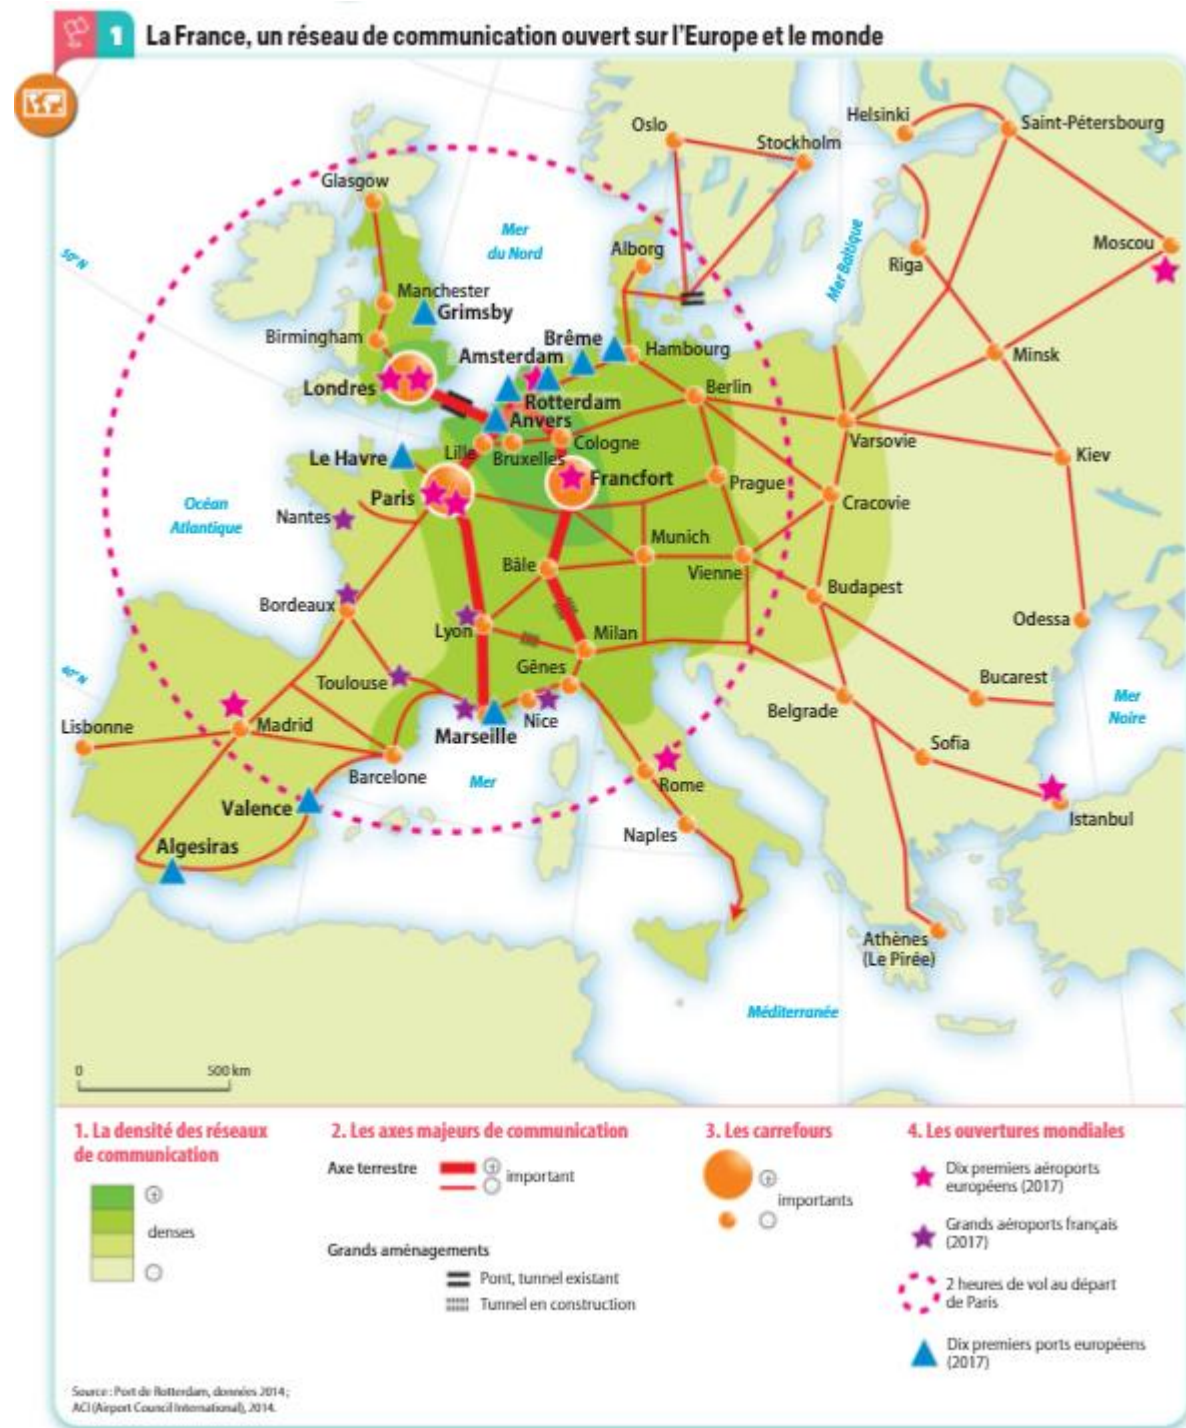 1 La France, un réseau de communication ouvert sur l'Europe et le monde
Helsinki
Saint-Pétersbourg
Oslo
Stockholm
Glasgow
Mer
du Nord
Alborg
Mer Baltique
Riga
Moscou
50° N
Manchester
Grimsby
Birmingham
Brême
Amsterdam
Hambourg
Minsk
Londres
Rotterdam
Berlin
Anvers
Varsovie
Le Havre
Lille
Bruxelles
Cologne
Kiev
Paris
Francfort
Prague
Cracovie
Océan
Atlantique
Nantes
Munich
Bâle
Vienne
Budapest
Bordeaux
Lyon
Milan
Odessa
Gênes
40° N
Toulouse
Bucarest
Lisbonne
Madrid
Nice
Belgrade
Mer
Noire
Marseille
Sofia
Barcelone
Mer
Rome
Valence
Istanbul
Naples
Algesiras
Athènes
(Le Pirée)
Méditerranée
0 500 km
1. La densité des réseaux
de communication
+
denses
-
2. Les axes majeurs de communication
Axe terrestre
+
important
-
Grands aménagements
Pont, tunnel existant
Tunnel en construction
3. Les carrefours
+
importants
-
4. Les ouvertures mondiales
Dix premiers aéroports
européens (2017)
Grands aéroports français
(2017)
2 heures de vol au départ
de Paris
Dix premiers ports européens
(2017)
Source : Port de Rotterdam, données 2014 ;
ACI (Airport Council International), 2014.